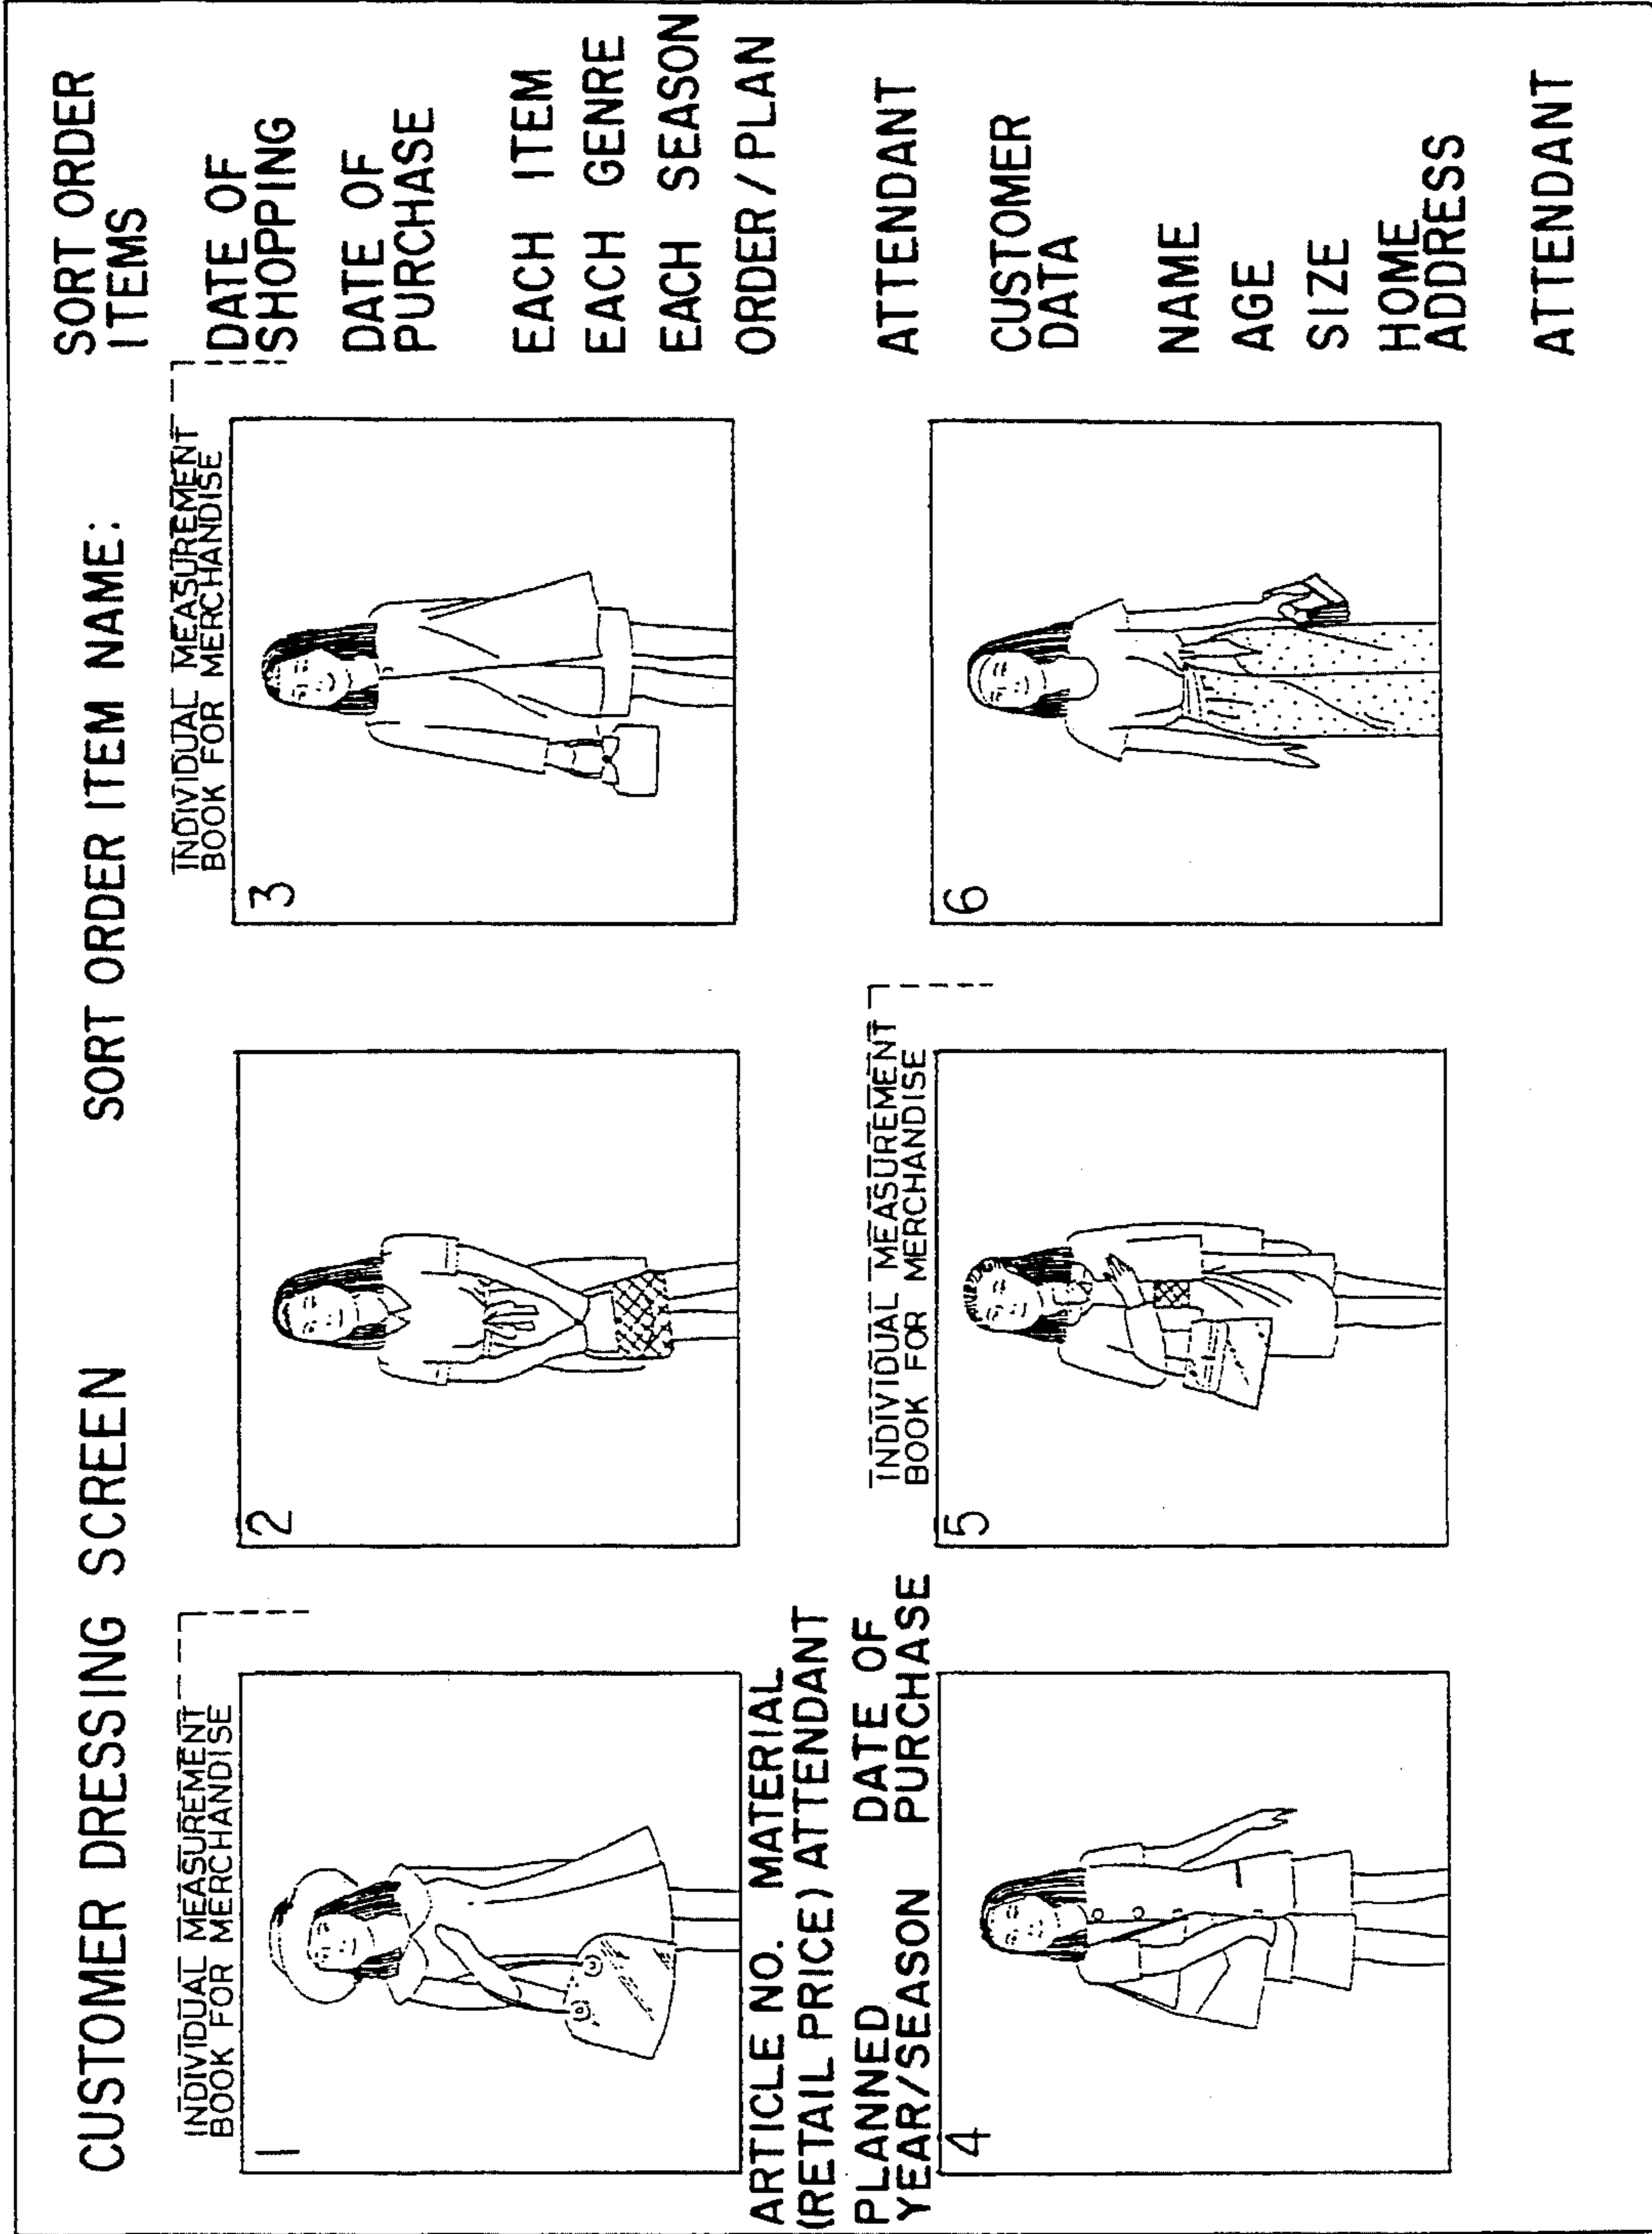 CUSTOMER DRESSING SCREEN
SORT ORDER ITEM NAME:
INDIVIDUAL MEASUREMENT
BOOK FOR MERCHANDISE
1
2
INDIVIDUAL MEASUREMENT
BOOK FOR MERCHANDISE
3
ARTICLE NO. MATERIAL
(RETAIL PRICE) ATTENDANT
PLANNED DATE OF
YEAR/SEASON PURCHASE
4
INDIVIDUAL MEASUREMENT
BOOK FOR MERCHANDISE
5
6
SORT ORDER
ITEMS
DATE OF
SHOPPING
DATE OF
PURCHASE
EACH ITEM
EACH GENRE
EACH SEASON
ORDER/PLAN
ATTENDANT
CUSTOMER
DATA
NAME
AGE
SIZE
HOME
ADDRESS
ATTENDANT